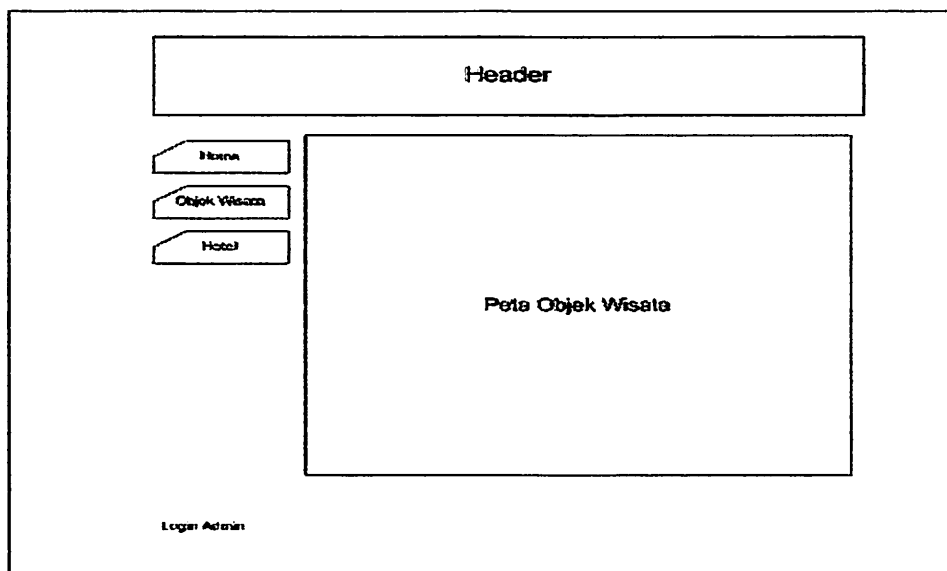 Header
Home
Objek Wisata
Hotel
Peta Objek Wisata
Login Admin